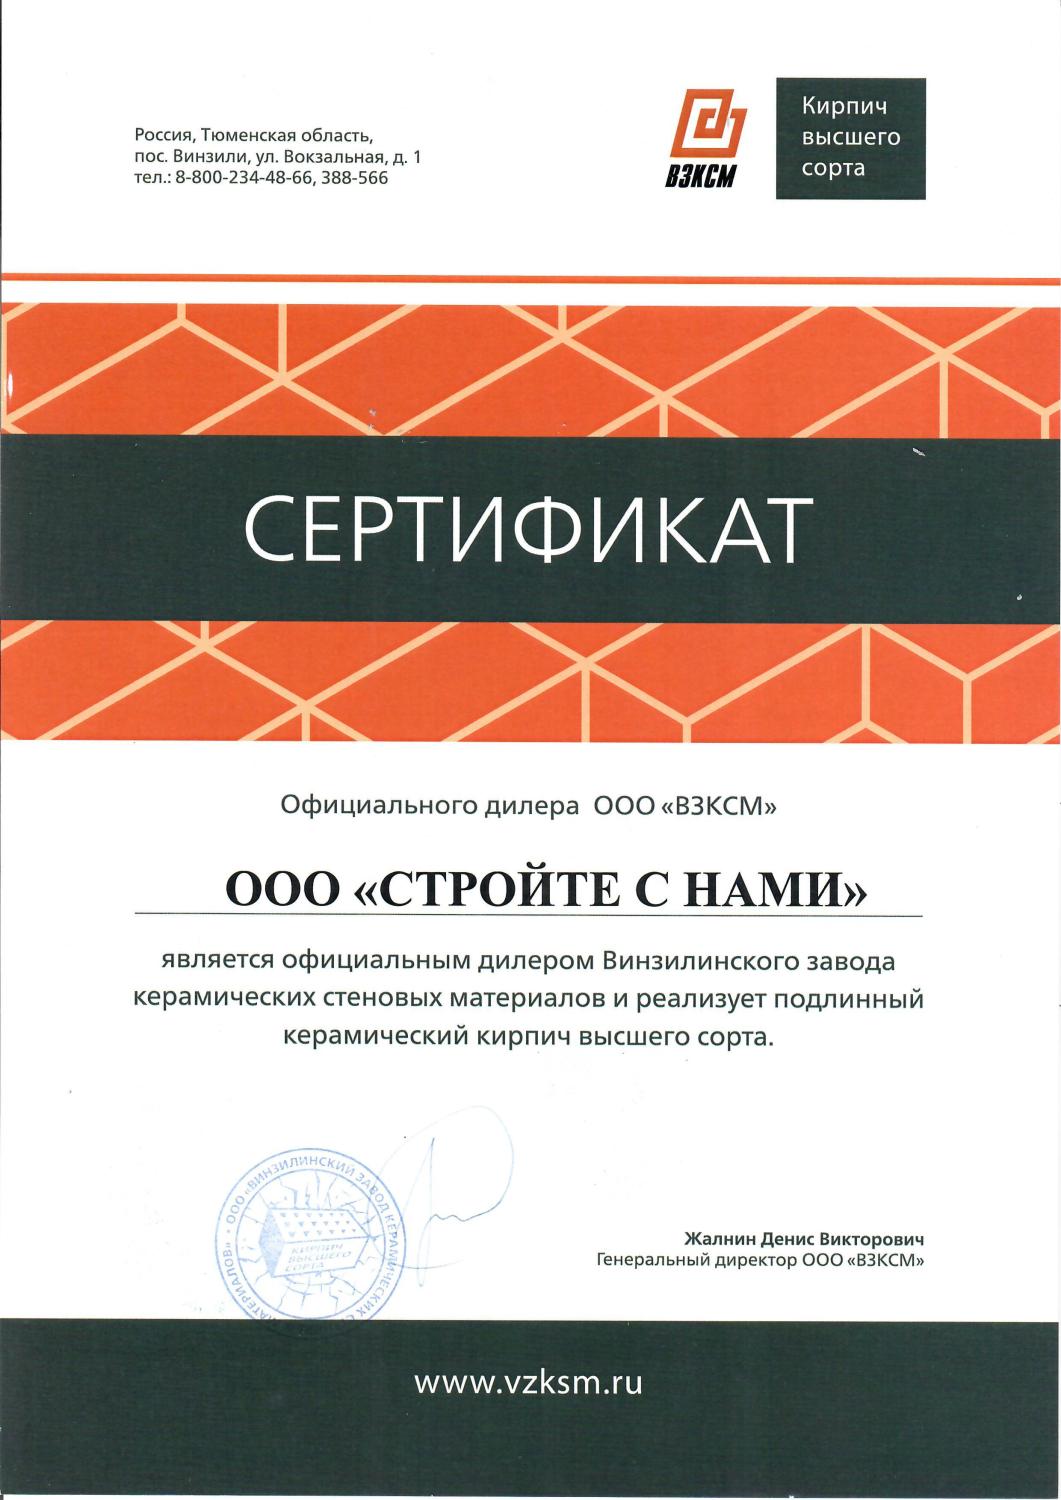 Россия, Тюменская область,
пос. Винзили, ул. Вокзальная, д. 1
тел.: 8-800-234-48-66, 388-566
ВЗКСМ
Кирпич
высшего
сорта
СЕРТИФИКАТ
Официального дилера ООО «ВЗКСМ»
ООО «СТРОЙТЕ С НАМИ»
является официальным дилером Винзилинского завода
керамических стеновых материалов и реализует подлинный
керамический кирпич высшего сорта.
ООО «ВИНЗИЛИНСКИЙ ЗАВОД КЕРАМИЧЕСКИХ МАТЕРИАЛОВ»
КИРПИЧ
ВЫСШЕГО
СОРТА
Жалнин Денис Викторович
Генеральный директор ООО «ВЗКСМ»
www.vzksm.ru